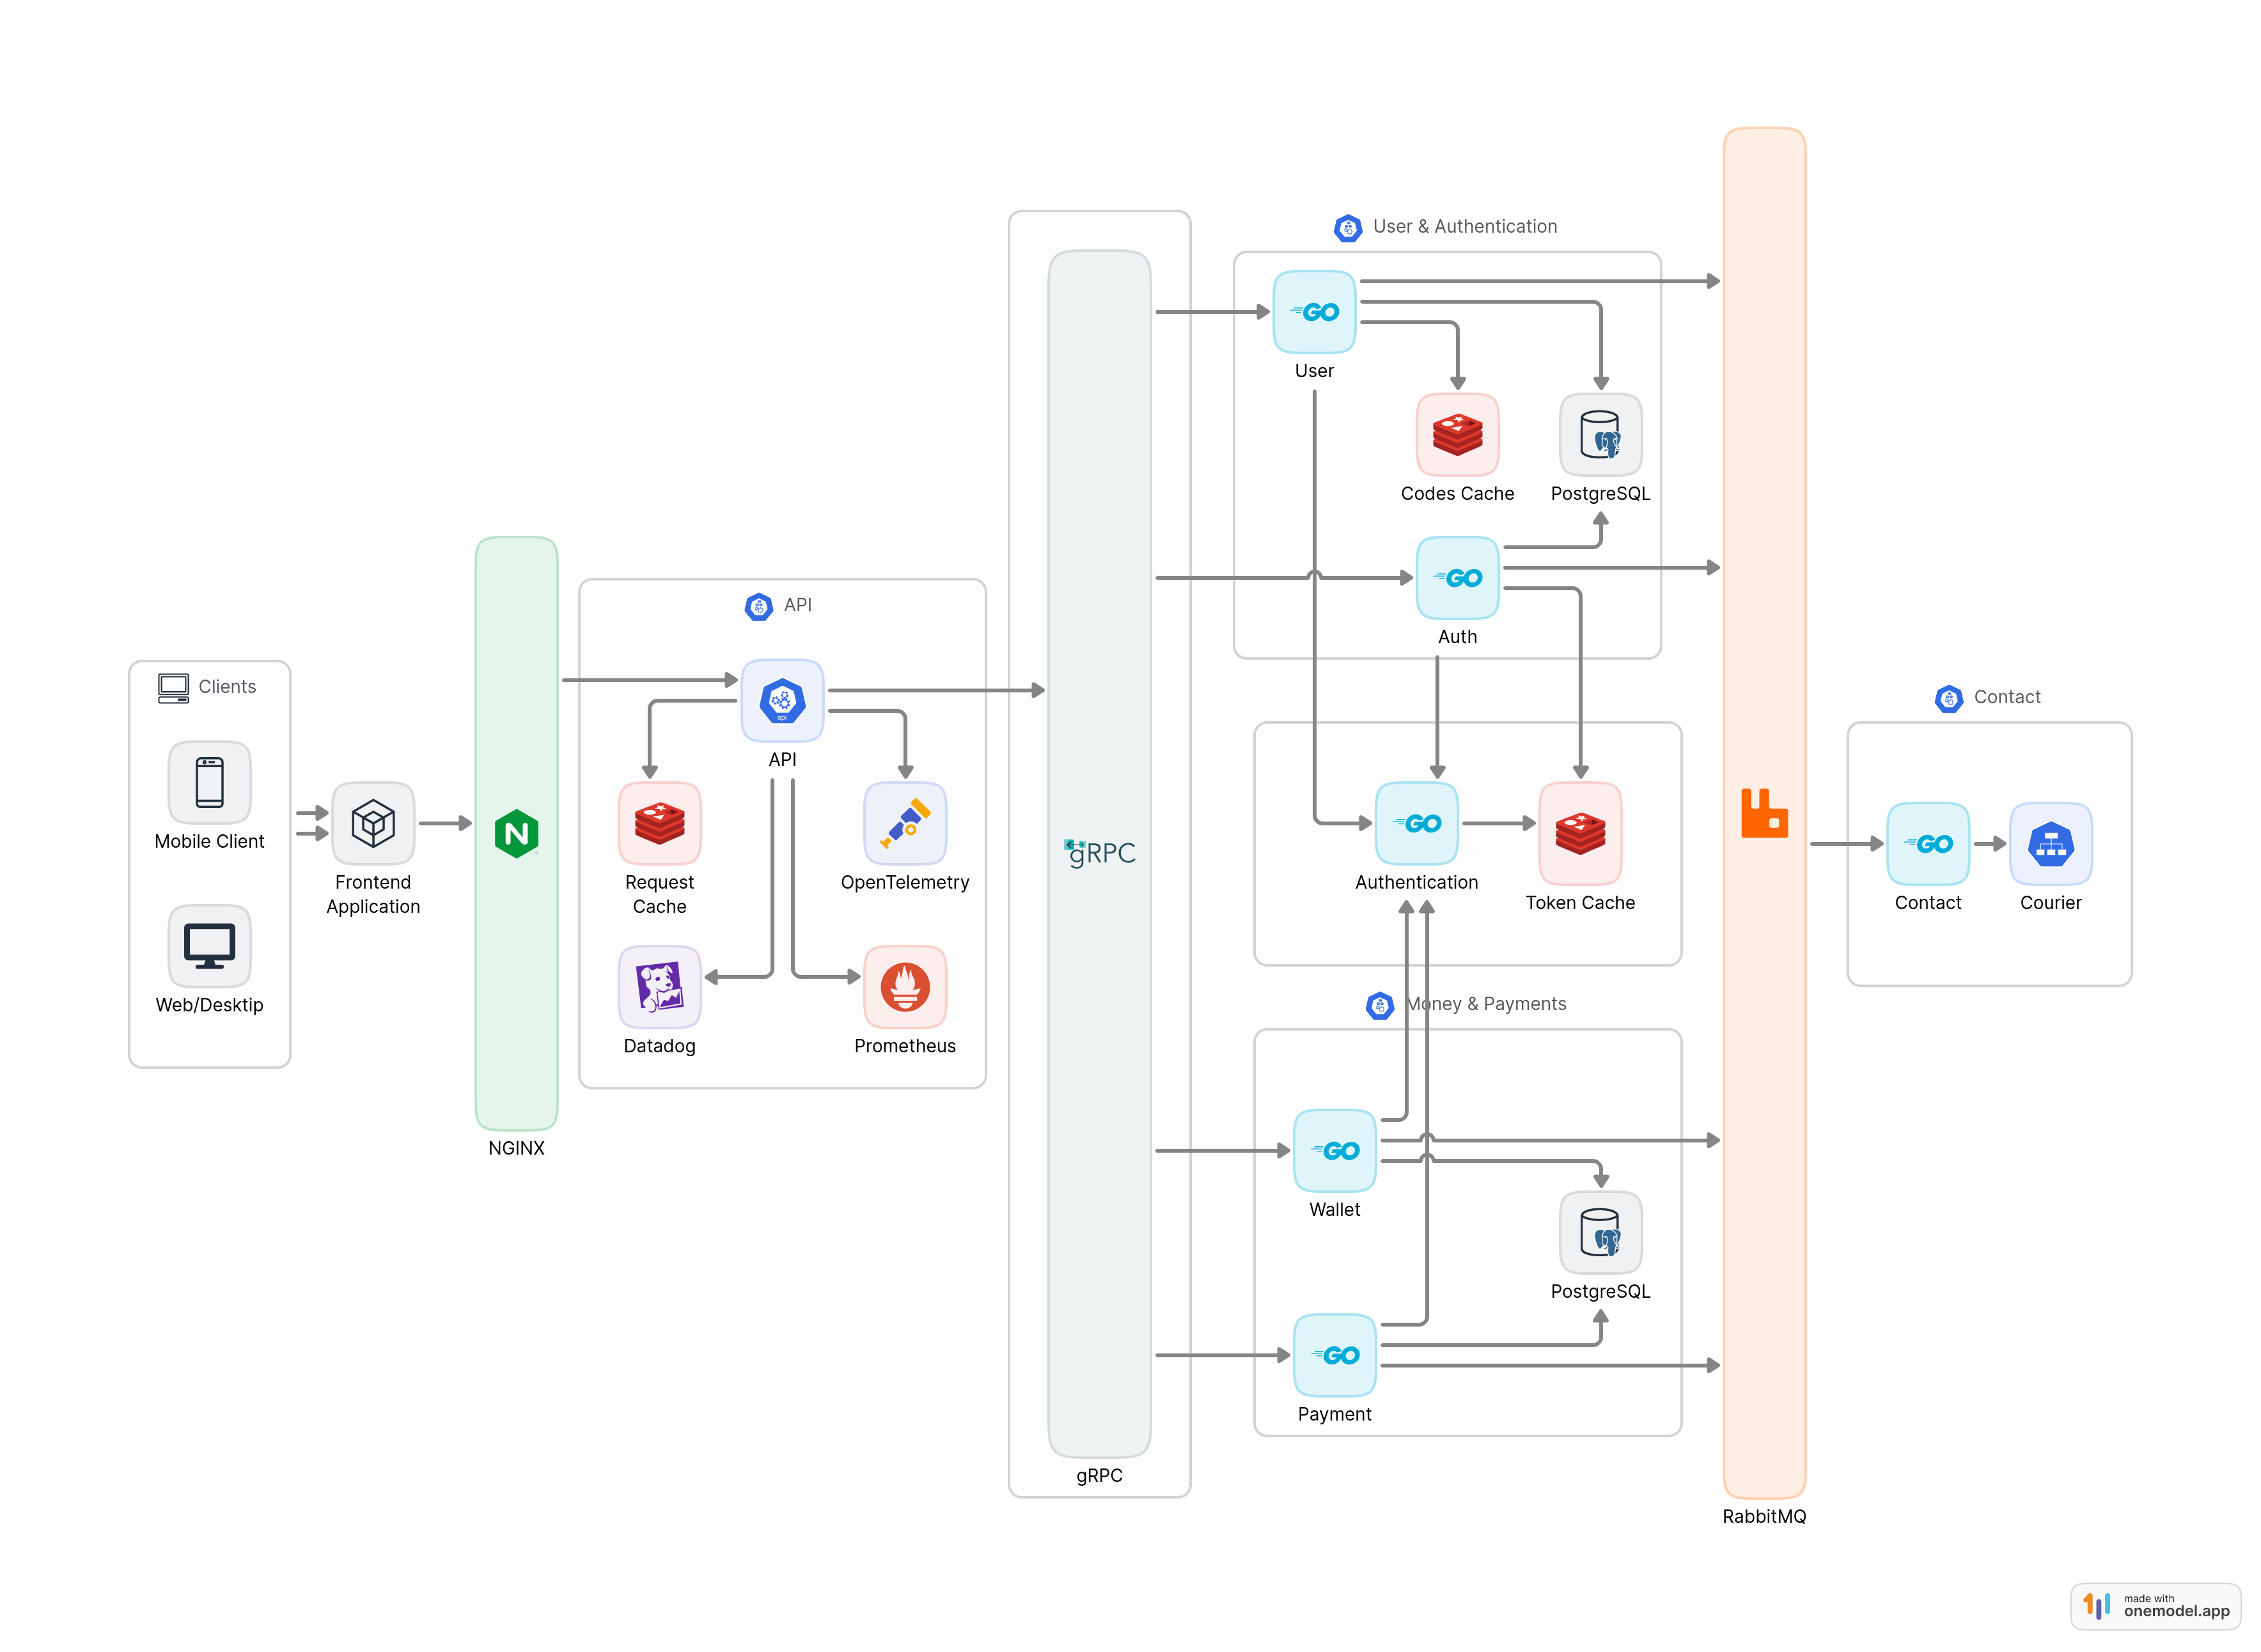 Clients
Mobile Client
Web/Desktip
Frontend
Application
N
NGINX
API
api
API
Request
Cache
OpenTelemetry
Datadog
Prometheus
gRPC
gRPC
User & Authentication
GO
User
Codes Cache
PostgreSQL
GO
Auth
GO
Authentication
Token Cache
Money & Payments
GO
Wallet
PostgreSQL
GO
Payment
RabbitMQ
Contact
GO
Contact
Courier
made with
onemodel.app